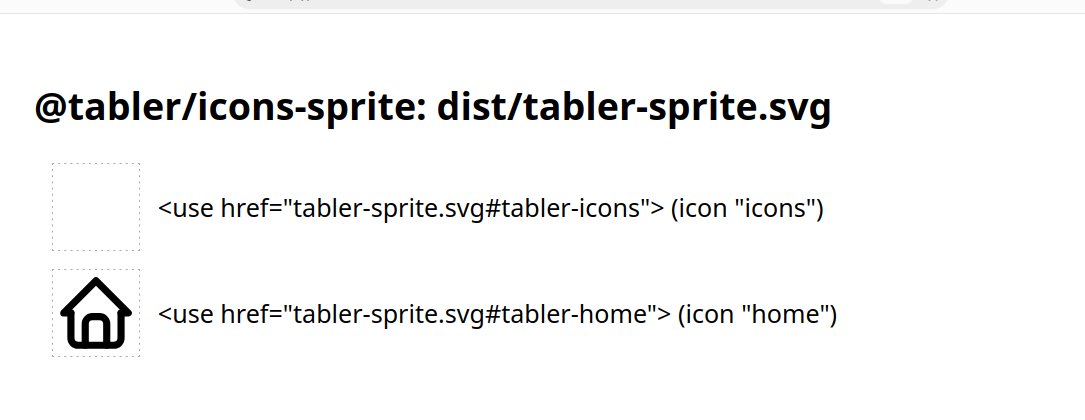 @tabler/icons-sprite: dist/tabler-sprite.svg
<use href="tabler-sprite.svg#tabler-icons"> (icon "icons")
<use href="tabler-sprite.svg#tabler-home"> (icon "home")